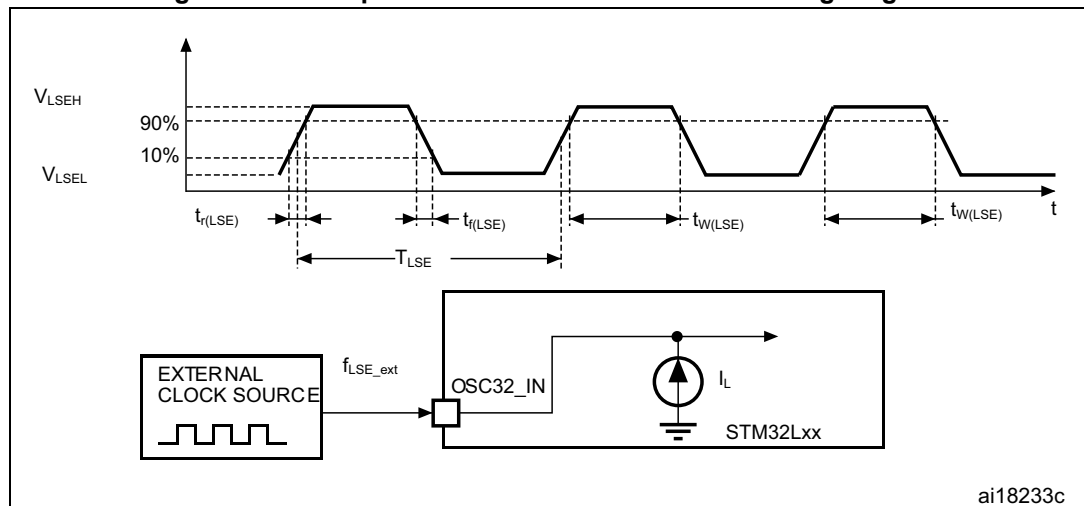 V_LSEH
90%
10%
V_LSEL
t_r(LSE)
t_f(LSE)
t_W(LSE)
t_W(LSE)
t
T_LSE
EXTERNAL
CLOCK SOURCE
f_LSE_ext
OSC32_IN
I_L
STM32Lxx
ai18233c